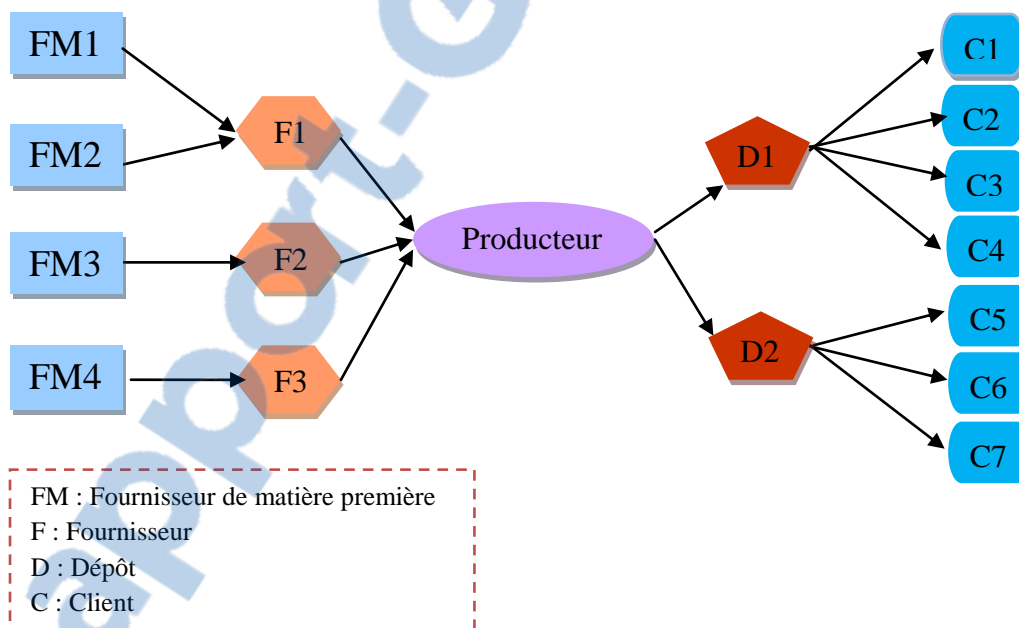 FM1
FM2
FM3
FM4
F1
F2
F3
Producteur
D1
D2
C1
C2
C3
C4
C5
C6
C7
FM : Fournisseur de matière première
F : Fournisseur
D : Dépôt
C : Client